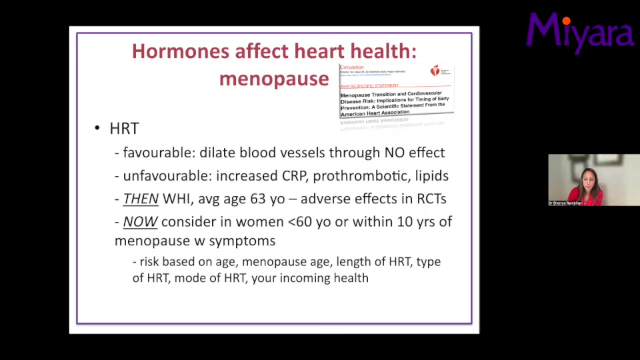 Miyara
Hormones affect heart health:
menopause
Circulation
AHA SCIENTIFIC STATEMENT
Menopause Transition and Cardiovascular
Disease Risk: Implications for Timing of Early
Prevention: A Scientific Statement From the
American Heart Association
• HRT
- favourable: dilate blood vessels through NO effect
- unfavourable: increased CRP, prothrombotic, lipids
- THEN WHI, avg age 63 yo – adverse effects in RCTs
- NOW consider in women <60 yo or within 10 yrs of
menopause w symptoms
- risk based on age, menopause age, length of HRT, type
of HRT, mode of HRT, your incoming health